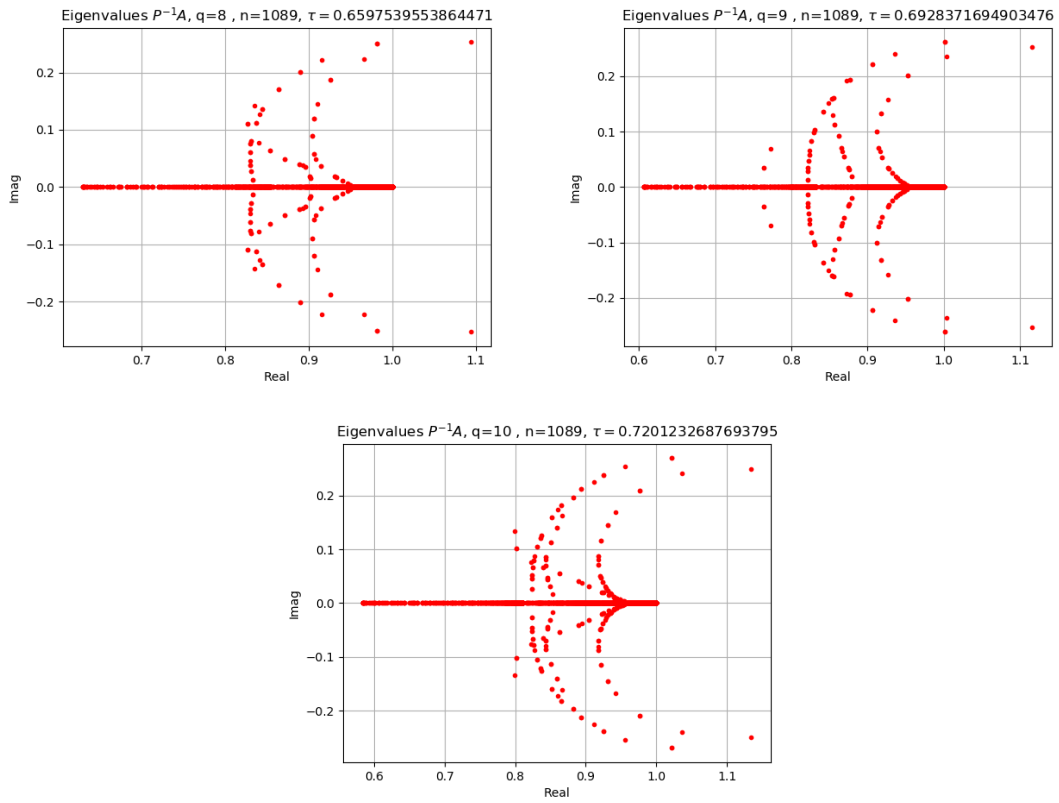 Eigenvalues P⁻¹A, q=8 , n=1089, τ = 0.6597539553864471
0.2
0.1
0.0
−0.1
−0.2
Imag
0.7 0.8 0.9 1.0 1.1
Real
Eigenvalues P⁻¹A, q=9 , n=1089, τ = 0.6928371694903476
0.2
0.1
0.0
−0.1
−0.2
Imag
0.6 0.7 0.8 0.9 1.0 1.1
Real
Eigenvalues P⁻¹A, q=10 , n=1089, τ = 0.7201232687693795
0.2
0.1
0.0
−0.1
−0.2
Imag
0.6 0.7 0.8 0.9 1.0 1.1
Real